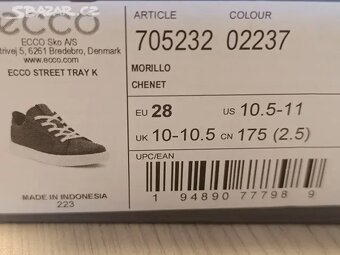 Sbazar.cz
ecco
ECCO Sko A/S
trivej 5, 6261 Bredebro, Denmark
www.ecco.com
ECCO STREET TRAY K
MADE IN INDONESIA
223
ARTICLE COLOUR
705232 02237
MORILLO
CHENET
EU 28 US 10.5-11
UK 10-10.5 CN 175 (2.5)
UPC/EAN
1 94890 77798 9